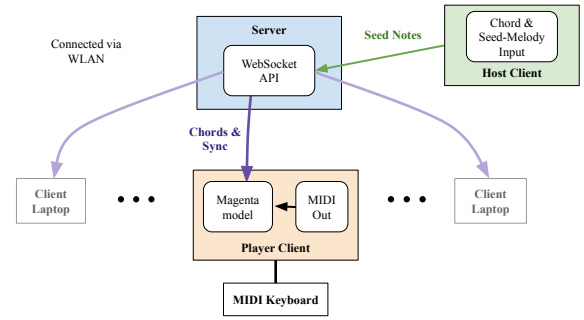 Connected via
WLAN
Server
WebSocket
API
Seed Notes
Chord &
Seed-Melody
Input
Host Client
Chords &
Sync
Client
Laptop
Magenta
model
MIDI
Out
Player Client
Client
Laptop
MIDI Keyboard